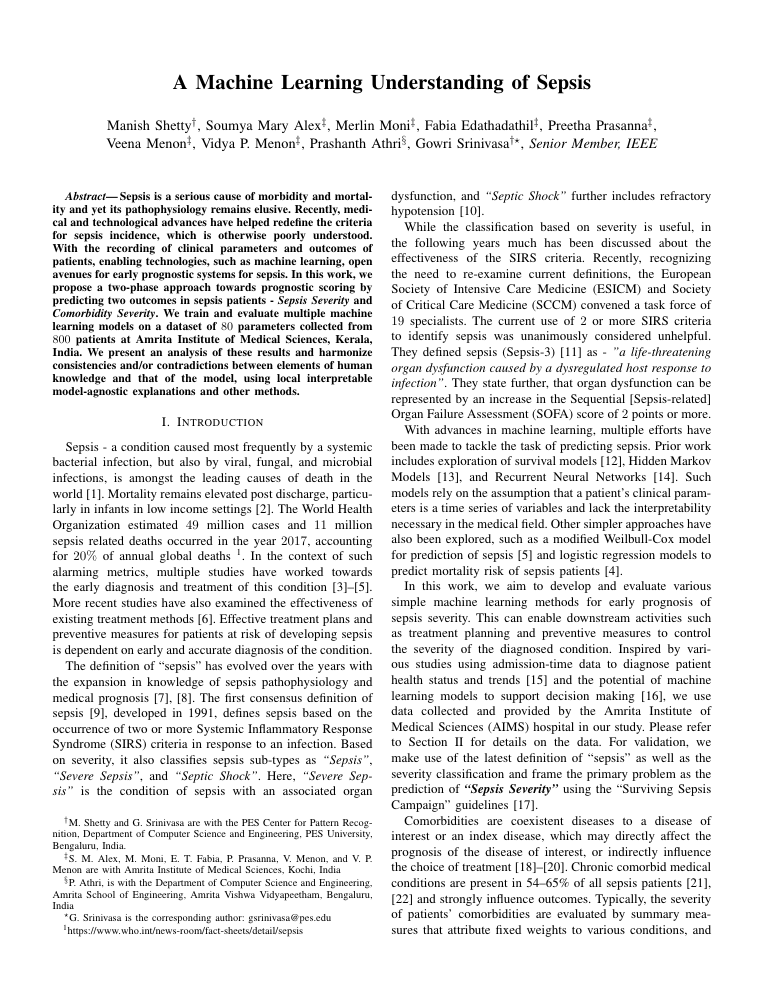 A Machine Learning Understanding of Sepsis
Manish Shetty†, Soumya Mary Alex‡, Merlin Moni‡, Fabia Edathadathil‡, Preetha Prasanna‡,
Veena Menon‡, Vidya P. Menon‡, Prashanth Athri§, Gowri Srinivasa†⋆, Senior Member, IEEE
Abstract— Sepsis is a serious cause of morbidity and mortal-
ity and yet its pathophysiology remains elusive. Recently, medi-
cal and technological advances have helped redefine the criteria
for sepsis incidence, which is otherwise poorly understood.
With the recording of clinical parameters and outcomes of
patients, enabling technologies, such as machine learning, open
avenues for early prognostic systems for sepsis. In this work, we
propose a two-phase approach towards prognostic scoring by
predicting two outcomes in sepsis patients - Sepsis Severity and
Comorbidity Severity. We train and evaluate multiple machine
learning models on a dataset of 80 parameters collected from
800 patients at Amrita Institute of Medical Sciences, Kerala,
India. We present an analysis of these results and harmonize
consistencies and/or contradictions between elements of human
knowledge and that of the model, using local interpretable
model-agnostic explanations and other methods.
I. INTRODUCTION
Sepsis - a condition caused most frequently by a systemic
bacterial infection, but also by viral, fungal, and microbial
infections, is amongst the leading causes of death in the
world [1]. Mortality remains elevated post discharge, particu-
larly in infants in low income settings [2]. The World Health
Organization estimated 49 million cases and 11 million
sepsis related deaths occurred in the year 2017, accounting
for 20% of annual global deaths 1. In the context of such
alarming metrics, multiple studies have worked towards
the early diagnosis and treatment of this condition [3]–[5].
More recent studies have also examined the effectiveness of
existing treatment methods [6]. Effective treatment plans and
preventive measures for patients at risk of developing sepsis
is dependent on early and accurate diagnosis of the condition.
The definition of “sepsis” has evolved over the years with
the expansion in knowledge of sepsis pathophysiology and
medical prognosis [7], [8]. The first consensus definition of
sepsis [9], developed in 1991, defines sepsis based on the
occurrence of two or more Systemic Inflammatory Response
Syndrome (SIRS) criteria in response to an infection. Based
on severity, it also classifies sepsis sub-types as “Sepsis”,
“Severe Sepsis”, and “Septic Shock”. Here, “Severe Sep-
sis” is the condition of sepsis with an associated organ
†M. Shetty and G. Srinivasa are with the PES Center for Pattern Recog-
nition, Department of Computer Science and Engineering, PES University,
Bengaluru, India.
‡S. M. Alex, M. Moni, E. T. Fabia, P. Prasanna, V. Menon, and V. P.
Menon are with Amrita Institute of Medical Sciences, Kochi, India
§P. Athri, is with the Department of Computer Science and Engineering,
Amrita School of Engineering, Amrita Vishwa Vidyapeetham, Bengaluru,
India
⋆G. Srinivasa is the corresponding author: gsrinivasa@pes.edu
1https://www.who.int/news-room/fact-sheets/detail/sepsis
dysfunction, and “Septic Shock” further includes refractory
hypotension [10].
While the classification based on severity is useful, in
the following years much has been discussed about the
effectiveness of the SIRS criteria. Recently, recognizing
the need to re-examine current definitions, the European
Society of Intensive Care Medicine (ESICM) and Society
of Critical Care Medicine (SCCM) convened a task force of
19 specialists. The current use of 2 or more SIRS criteria
to identify sepsis was unanimously considered unhelpful.
They defined sepsis (Sepsis-3) [11] as - ”a life-threatening
organ dysfunction caused by a dysregulated host response to
infection”. They state further, that organ dysfunction can be
represented by an increase in the Sequential [Sepsis-related]
Organ Failure Assessment (SOFA) score of 2 points or more.
With advances in machine learning, multiple efforts have
been made to tackle the task of predicting sepsis. Prior work
includes exploration of survival models [12], Hidden Markov
Models [13], and Recurrent Neural Networks [14]. Such
models rely on the assumption that a patient’s clinical param-
eters is a time series of variables and lack the interpretability
necessary in the medical field. Other simpler approaches have
also been explored, such as a modified Weilbull-Cox model
for prediction of sepsis [5] and logistic regression models to
predict mortality risk of sepsis patients [4].
In this work, we aim to develop and evaluate various
simple machine learning methods for early prognosis of
sepsis severity. This can enable downstream activities such
as treatment planning and preventive measures to control
the severity of the diagnosed condition. Inspired by vari-
ous studies using admission-time data to diagnose patient
health status and trends [15] and the potential of machine
learning models to support decision making [16], we use
data collected and provided by the Amrita Institute of
Medical Sciences (AIMS) hospital in our study. Please refer
to Section II for details on the data. For validation, we
make use of the latest definition of “sepsis” as well as the
severity classification and frame the primary problem as the
prediction of “Sepsis Severity” using the “Surviving Sepsis
Campaign” guidelines [17].
Comorbidities are coexistent diseases to a disease of
interest or an index disease, which may directly affect the
prognosis of the disease of interest, or indirectly influence
the choice of treatment [18]–[20]. Chronic comorbid medical
conditions are present in 54–65% of all sepsis patients [21],
[22] and strongly influence outcomes. Typically, the severity
of patients’ comorbidities are evaluated by summary mea-
sures that attribute fixed weights to various conditions, and